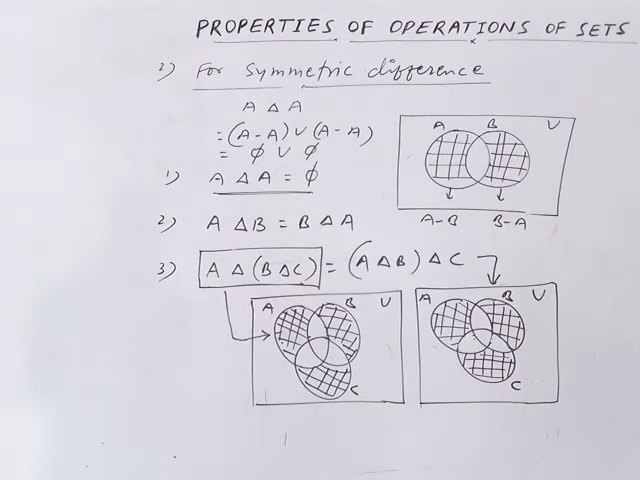 PROPERTIES OF OPERATIONS OF SETS
2) For symmetric difference
A Δ A
= (A - A) ∪ (A - A)
= ϕ ∪ ϕ
1) A Δ A = ϕ
A B U
A-B B-A
2) A Δ B = B Δ A
3) A Δ (B Δ C) = (A Δ B) Δ C
A B U
C
A B U
C